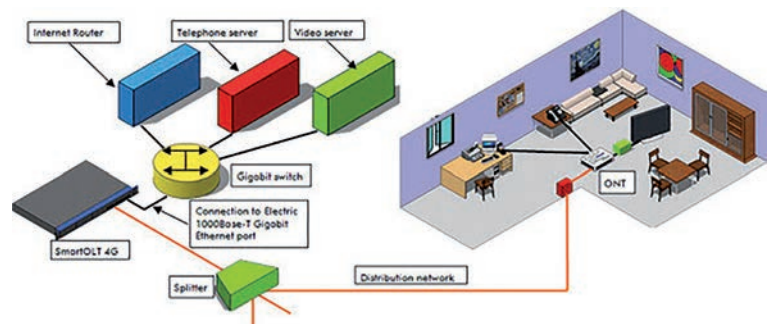 Internet Router
Telephone server
Video server
Gigabit switch
Connection to Electric
1000Base-T Gigabit
Ethernet port
SmartOLT 4G
Splitter
Distribution network
ONT